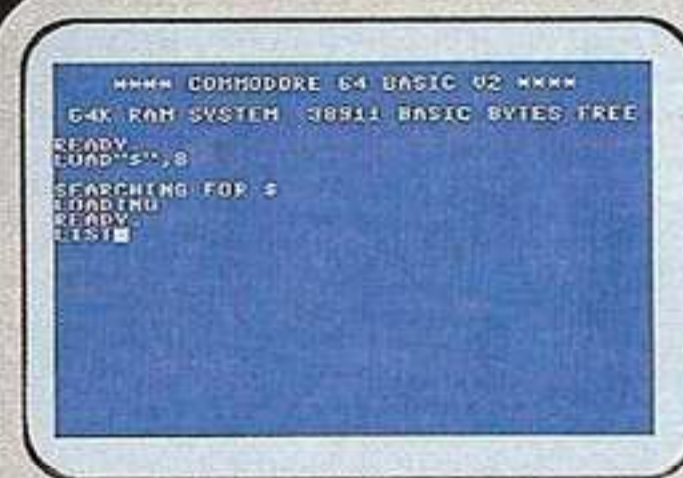 **** COMMODORE 64 BASIC V2 ****
64K RAM SYSTEM 38911 BASIC BYTES FREE
READY.
LOAD"$",8
SEARCHING FOR $
LOADING
READY.
LIST